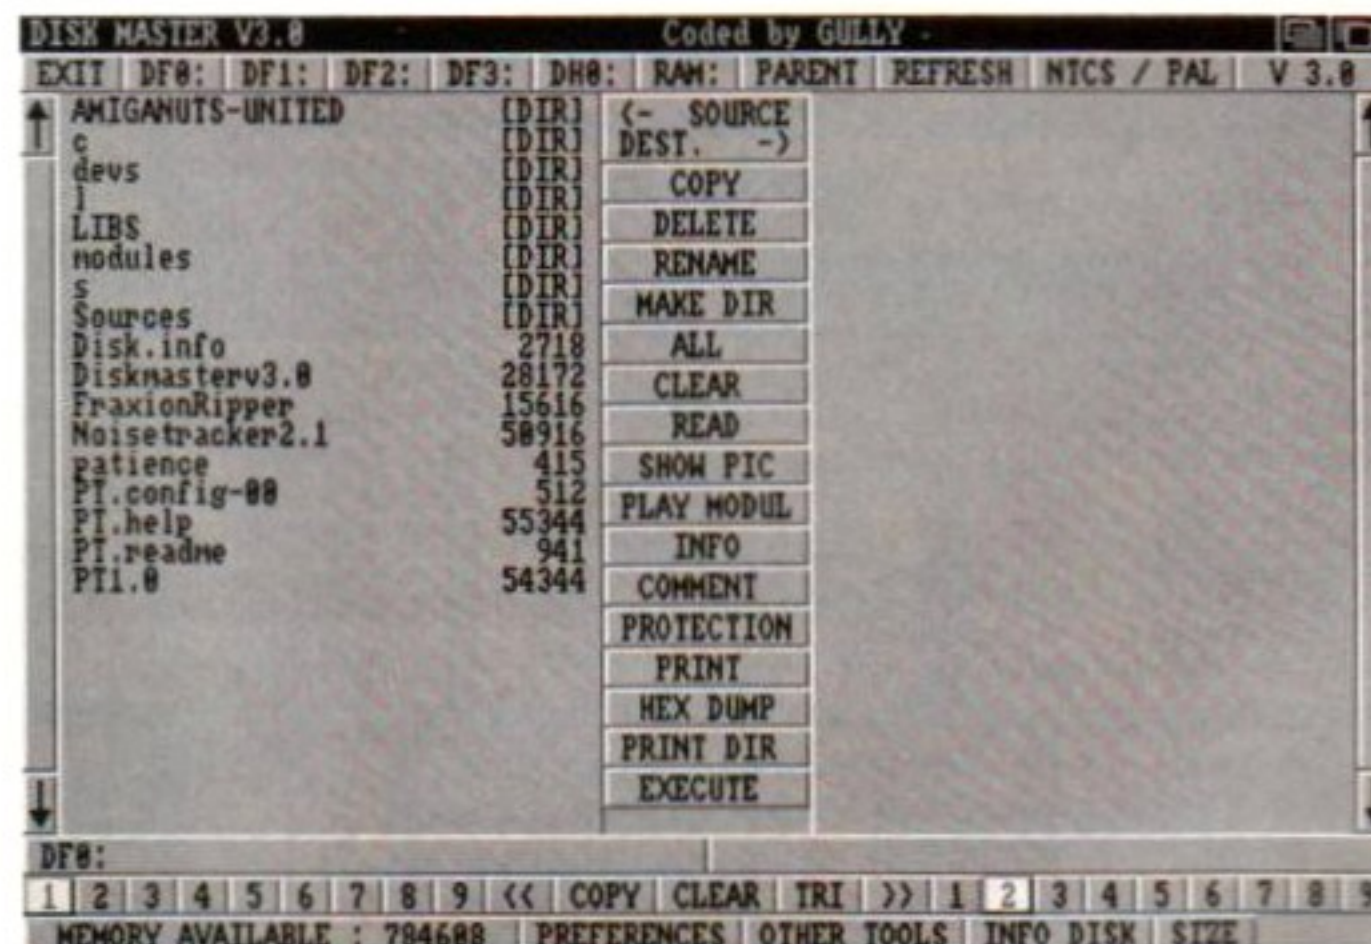 DISK MASTER V3.0 Coded by GULLY -
EXIT DF0: DF1: DF2: DF3: DH0: RAM: PARENT REFRESH NTCS / PAL V 3.0
AMIGANUTS-UNITED [DIR]
c [DIR]
devs [DIR]
l [DIR]
LIBS [DIR]
modules [DIR]
s [DIR]
Sources [DIR]
Disk.info 2718
Diskmasterv3.0 28172
FraxionRipper 15616
Noisetracker2.1 50916
patience 415
PT.config-00 512
PT.help 55344
PT.readme 941
PT1.0 54344
<- SOURCE
DEST. ->
COPY
DELETE
RENAME
MAKE DIR
ALL
CLEAR
READ
SHOW PIC
PLAY MODUL
INFO
COMMENT
PROTECTION
PRINT
HEX DUMP
PRINT DIR
EXECUTE
DF0:
1 2 3 4 5 6 7 8 9 << COPY CLEAR TRI >> 1 2 3 4 5 6 7 8
MEMORY AVAILABLE : 784608 PREFERENCES OTHER TOOLS INFO DISK SIZE